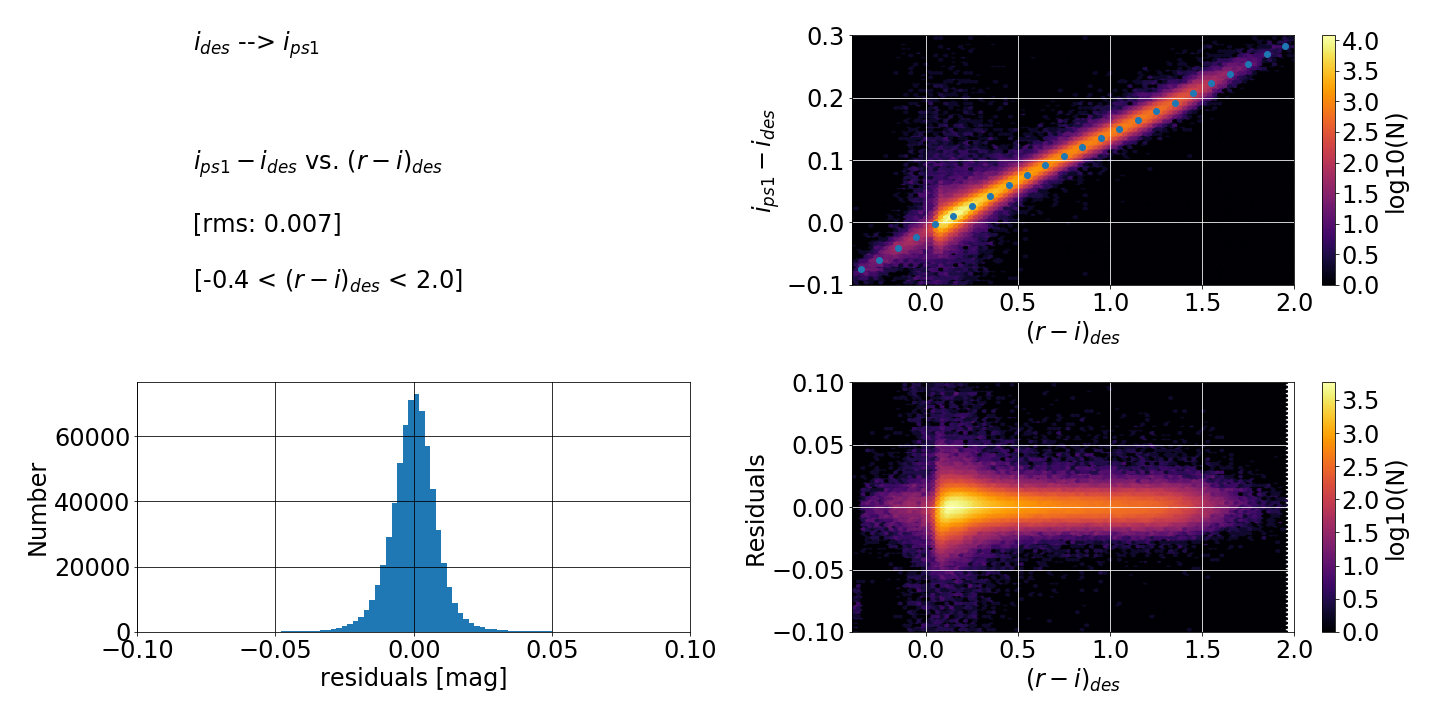 i_des --> i_ps1
i_ps1 − i_des vs. (r − i)_des
[rms: 0.007]
[-0.4 < (r − i)_des < 2.0]
0.3
0.2
0.1
0.0
−0.1
i_ps1 − i_des
0.0 0.5 1.0 1.5 2.0
(r − i)_des
4.0
3.5
3.0
2.5
2.0
1.5
1.0
0.5
0.0
log10(N)
60000
40000
20000
0
Number
−0.10 −0.05 0.00 0.05 0.10
residuals [mag]
0.10
0.05
0.00
−0.05
−0.10
Residuals
0.0 0.5 1.0 1.5 2.0
(r − i)_des
3.5
3.0
2.5
2.0
1.5
1.0
0.5
0.0
log10(N)